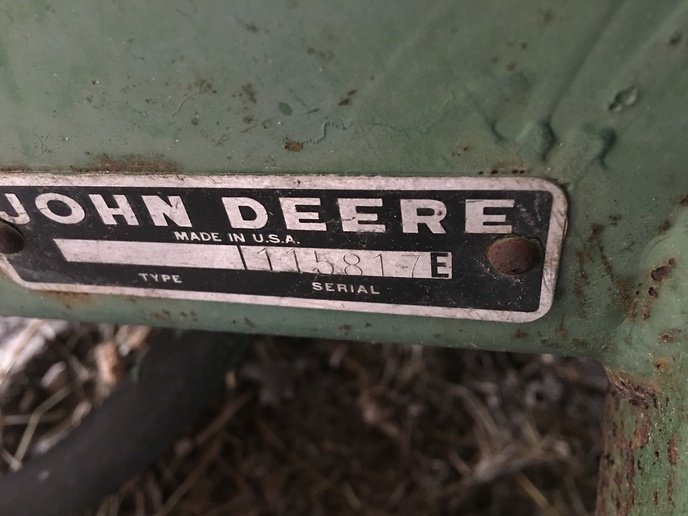 JOHN DEERE
MADE IN U.S.A.
115817E
TYPE SERIAL